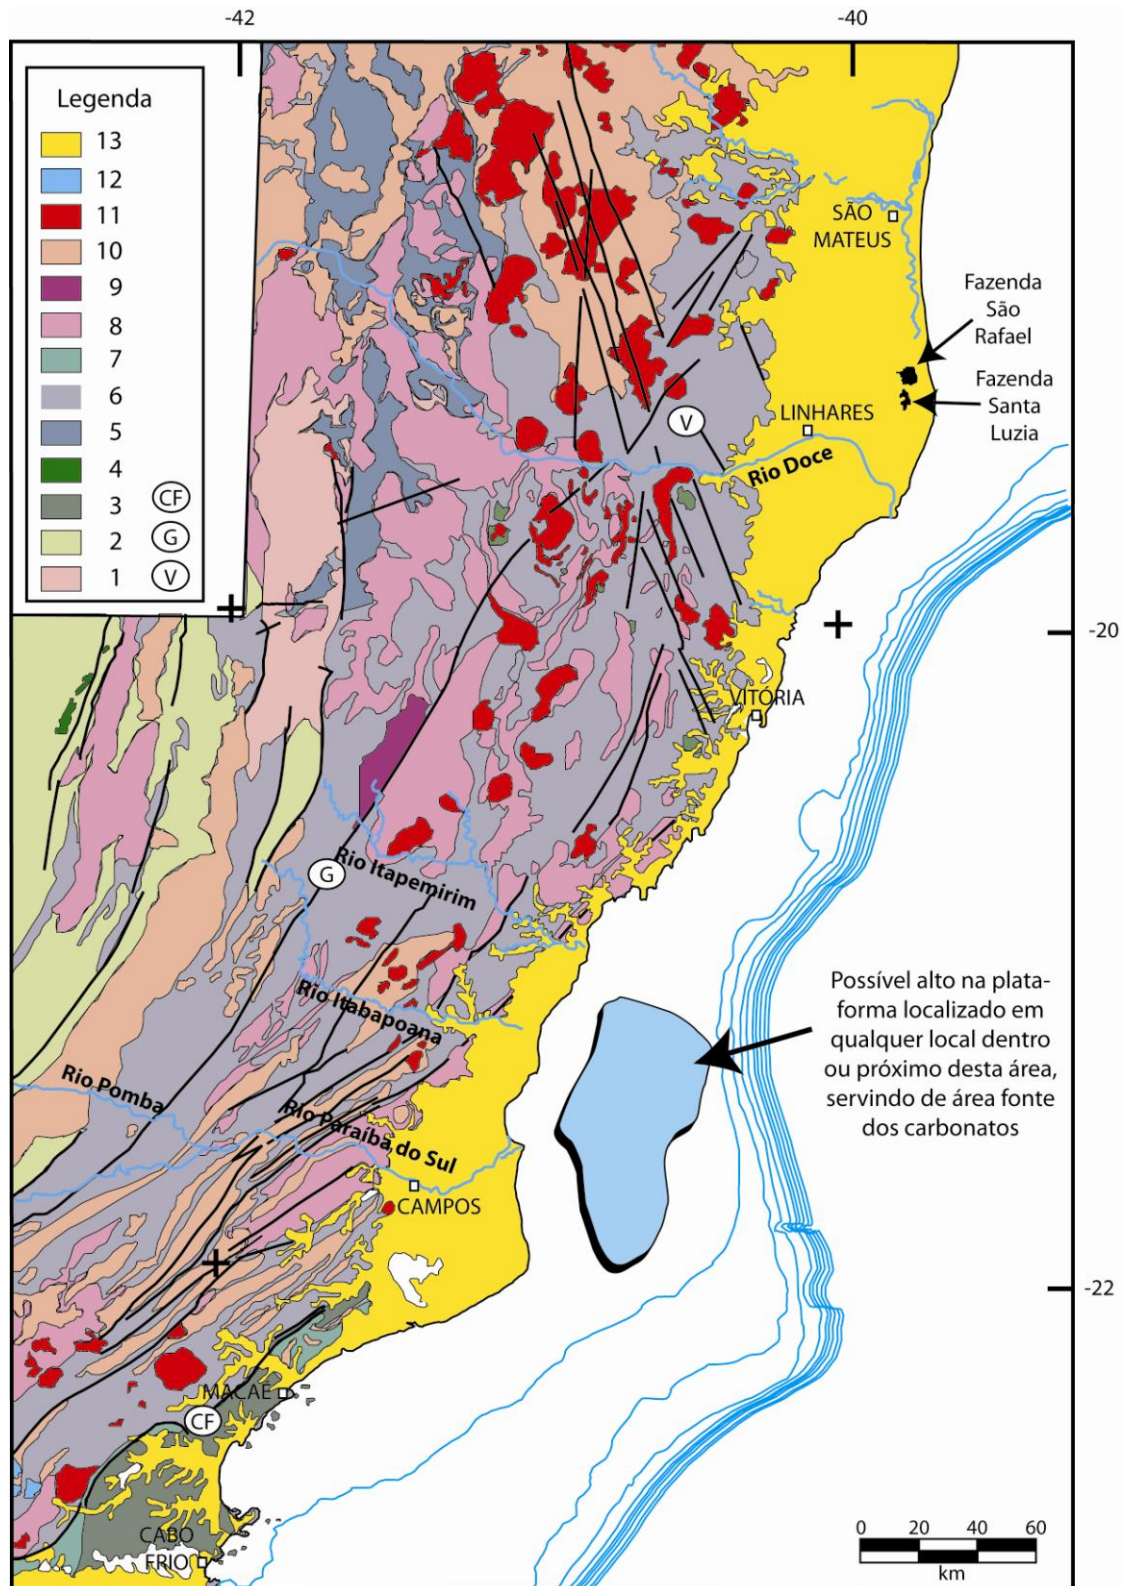 -42
-40
Legenda
13
12
11
10
9
8
7
6
5
4
3
CF
2
G
1
V
SÃO
MATEUS
Fazenda
São
Rafael
Fazenda
Santa
Luzia
LINHARES
V
Rio Doce
-20
VITÓRIA
G
Rio Itapemirim
Possível alto na plata-
forma localizado em
qualquer local dentro
ou próximo desta área,
servindo de área fonte
dos carbonatos
Rio Itabapoana
Rio Pomba
Rio Paraíba do Sul
CAMPOS
-22
MACAÉ
CF
CABO
FRIO
0 20 40 60
km